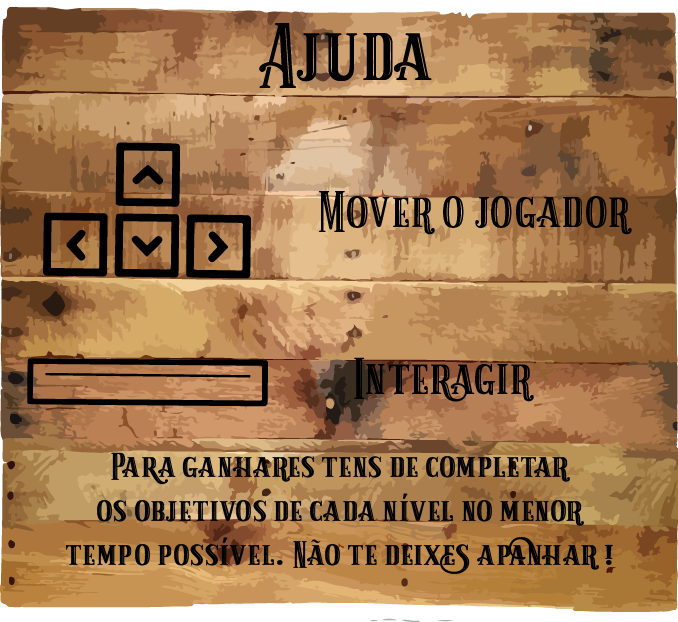 Ajuda
Mover o jogador
Interagir
Para ganhares tens de completar
os objetivos de cada nível no menor
tempo possível. Não te deixes apanhar!